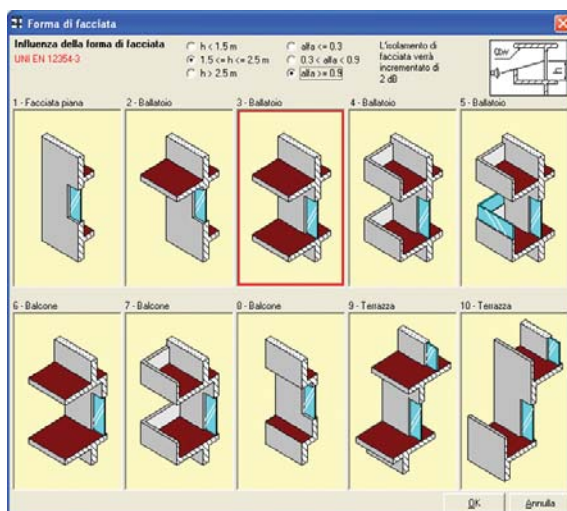 Forma di facciata
Influenza della forma di facciata
UNI EN 12354-3
h < 1.5 m
1.5 <= h <= 2.5 m
h > 2.5 m
alfa <= 0.3
0.3 < alfa < 0.9
alfa >= 0.9
L'isolamento di
facciata verrà
incrementato di
2 dB
αw
h
1 - Facciata piana
2 - Ballatoio
3 - Ballatoio
4 - Ballatoio
5 - Ballatoio
6 - Balcone
7 - Balcone
8 - Balcone
9 - Terrazza
10 - Terrazza
OK
Annulla